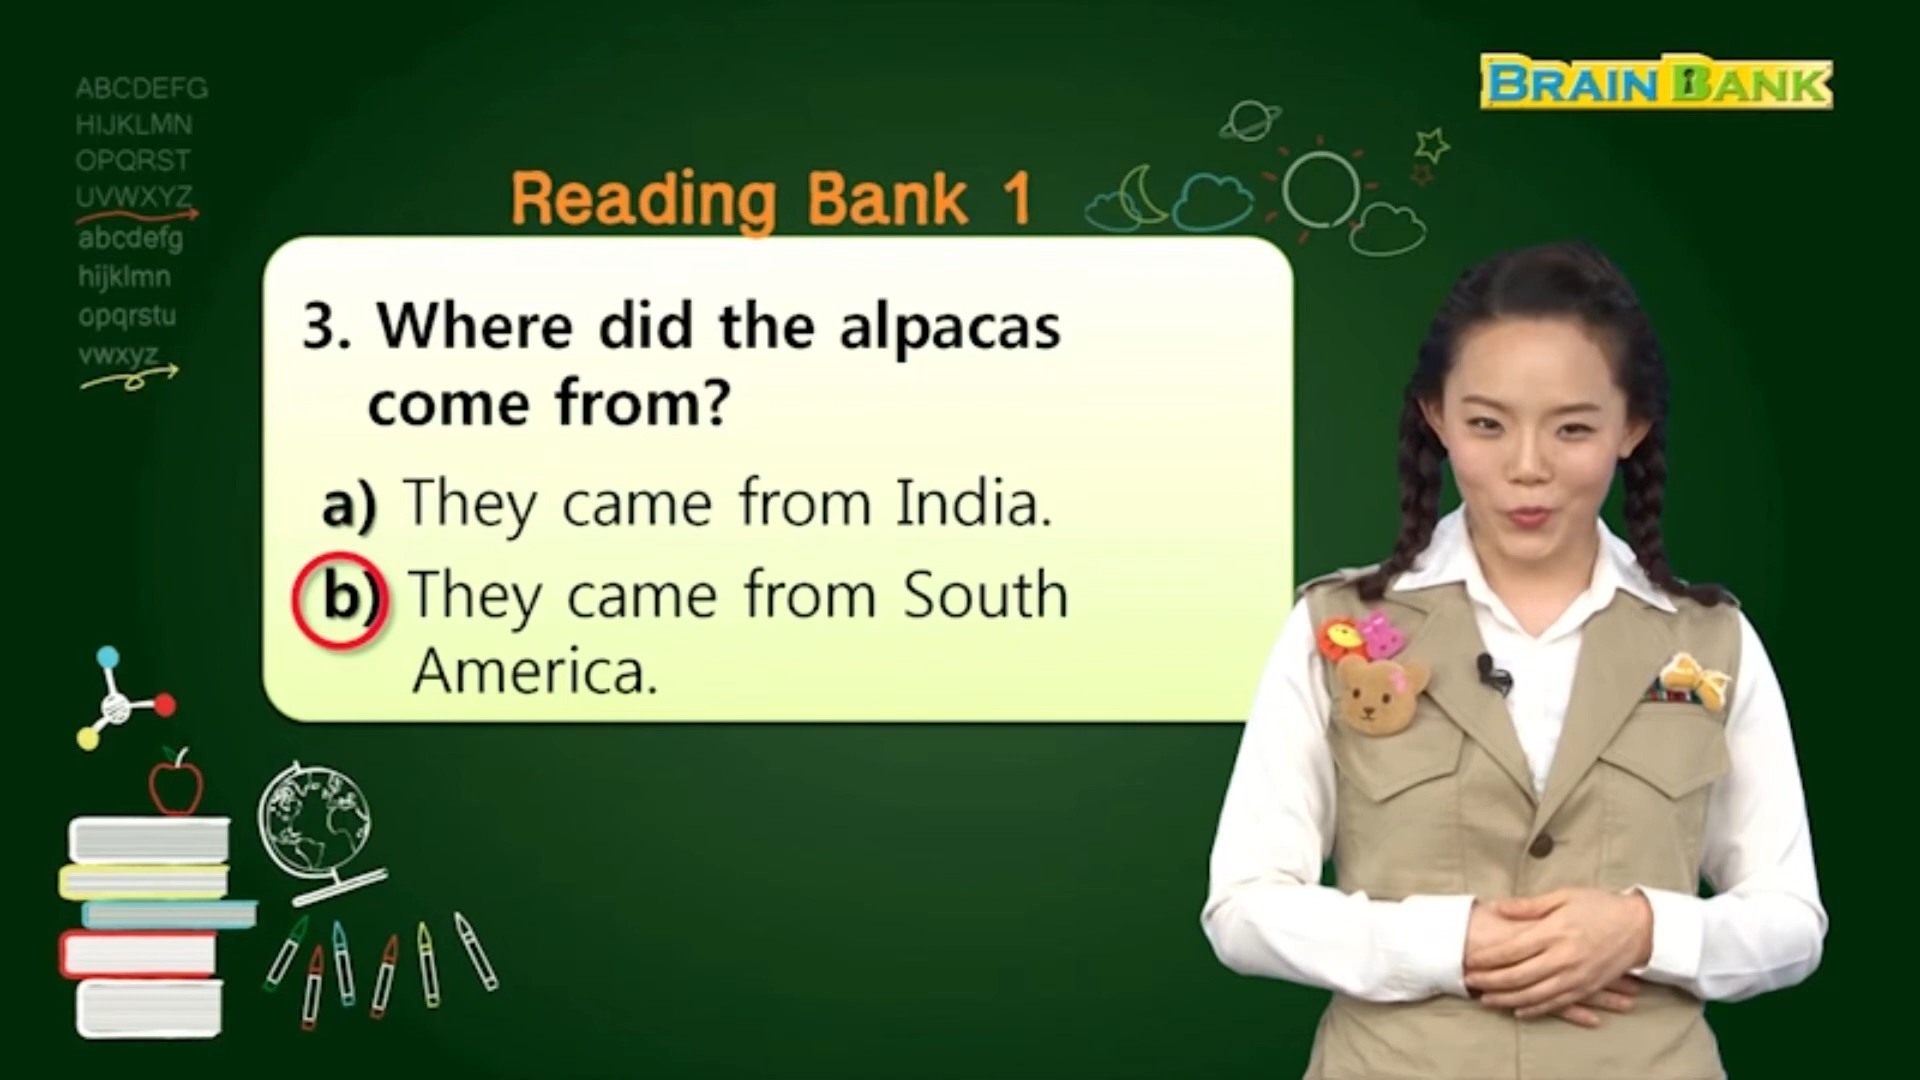 ABCDEFG
HIJKLMN
OPQRST
UVWXYZ
abcdefg
hijklmn
opqrstu
vwxyz
BRAIN BANK
Reading Bank 1
3. Where did the alpacas
come from?
a) They came from India.
b) They came from South
America.